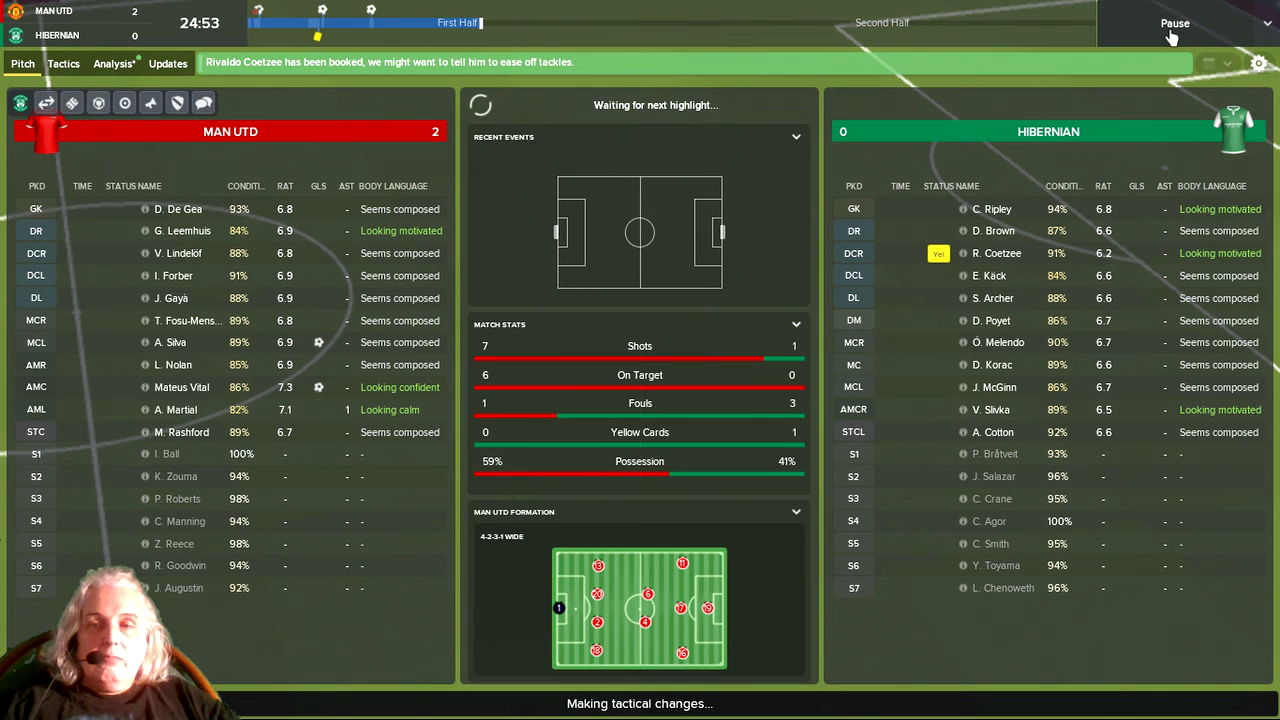 MAN UTD 2
HIBERNIAN 0
24:53
First Half
Second Half
Pause
Pitch Tactics Analysis Updates
Rivaldo Coetzee has been booked, we might want to tell him to ease off tackles.
MAN UTD 2
PKD TIME STATUS NAME CONDITI... RAT GLS AST BODY LANGUAGE
GK D. De Gea 93% 6.8 - Seems composed
DR G. Leemhuis 84% 6.9 - Looking motivated
DCR V. Lindelöf 88% 6.8 - Seems composed
DCL I. Forber 91% 6.9 - Seems composed
DL J. Gayà 88% 6.9 - Seems composed
MCR T. Fosu-Mens... 89% 6.8 - Seems composed
MCL A. Silva 89% 6.9 - Seems composed
AMR L. Nolan 85% 6.9 - Seems composed
AMC Mateus Vital 86% 7.3 - Looking confident
AML A. Martial 82% 7.1 1 Looking calm
STC M. Rashford 89% 6.7 - Seems composed
S1 I. Ball 100% - - -
S2 K. Zouma 94% - - -
S3 P. Roberts 98% - - -
S4 C. Manning 94% - - -
S5 Z. Reece 98% - - -
S6 R. Goodwin 94% - - -
S7 J. Augustin 92% - - -
Waiting for next highlight...
RECENT EVENTS
MATCH STATS
7 Shots 1
6 On Target 0
1 Fouls 3
0 Yellow Cards 1
59% Possession 41%
MAN UTD FORMATION
4-2-3-1 WIDE
13 11
20 6
1 17 19
2 4
18 16
0 HIBERNIAN
PKD TIME STATUS NAME CONDITI... RAT GLS AST BODY LANGUAGE
GK C. Ripley 94% 6.8 - Looking motivated
DR D. Brown 87% 6.6 - Seems composed
DCR Yel R. Coetzee 91% 6.2 - Looking motivated
DCL E. Käck 84% 6.6 - Seems composed
DL S. Archer 88% 6.6 - Seems composed
DM D. Poyet 86% 6.7 - Seems composed
MCR Ó. Melendo 90% 6.7 - Seems composed
MC D. Korac 89% 6.6 - Seems composed
MCL J. McGinn 86% 6.7 - Seems composed
AMCR V. Slivka 89% 6.5 - Looking motivated
STCL A. Cotton 92% 6.6 - Seems composed
S1 P. Bråtveit 93% - - -
S2 J. Salazar 96% - - -
S3 C. Crane 95% - - -
S4 C. Agor 100% - - -
S5 C. Smith 95% - - -
S6 Y. Toyama 94% - - -
S7 L. Chenoweth 96% - - -
Making tactical changes...